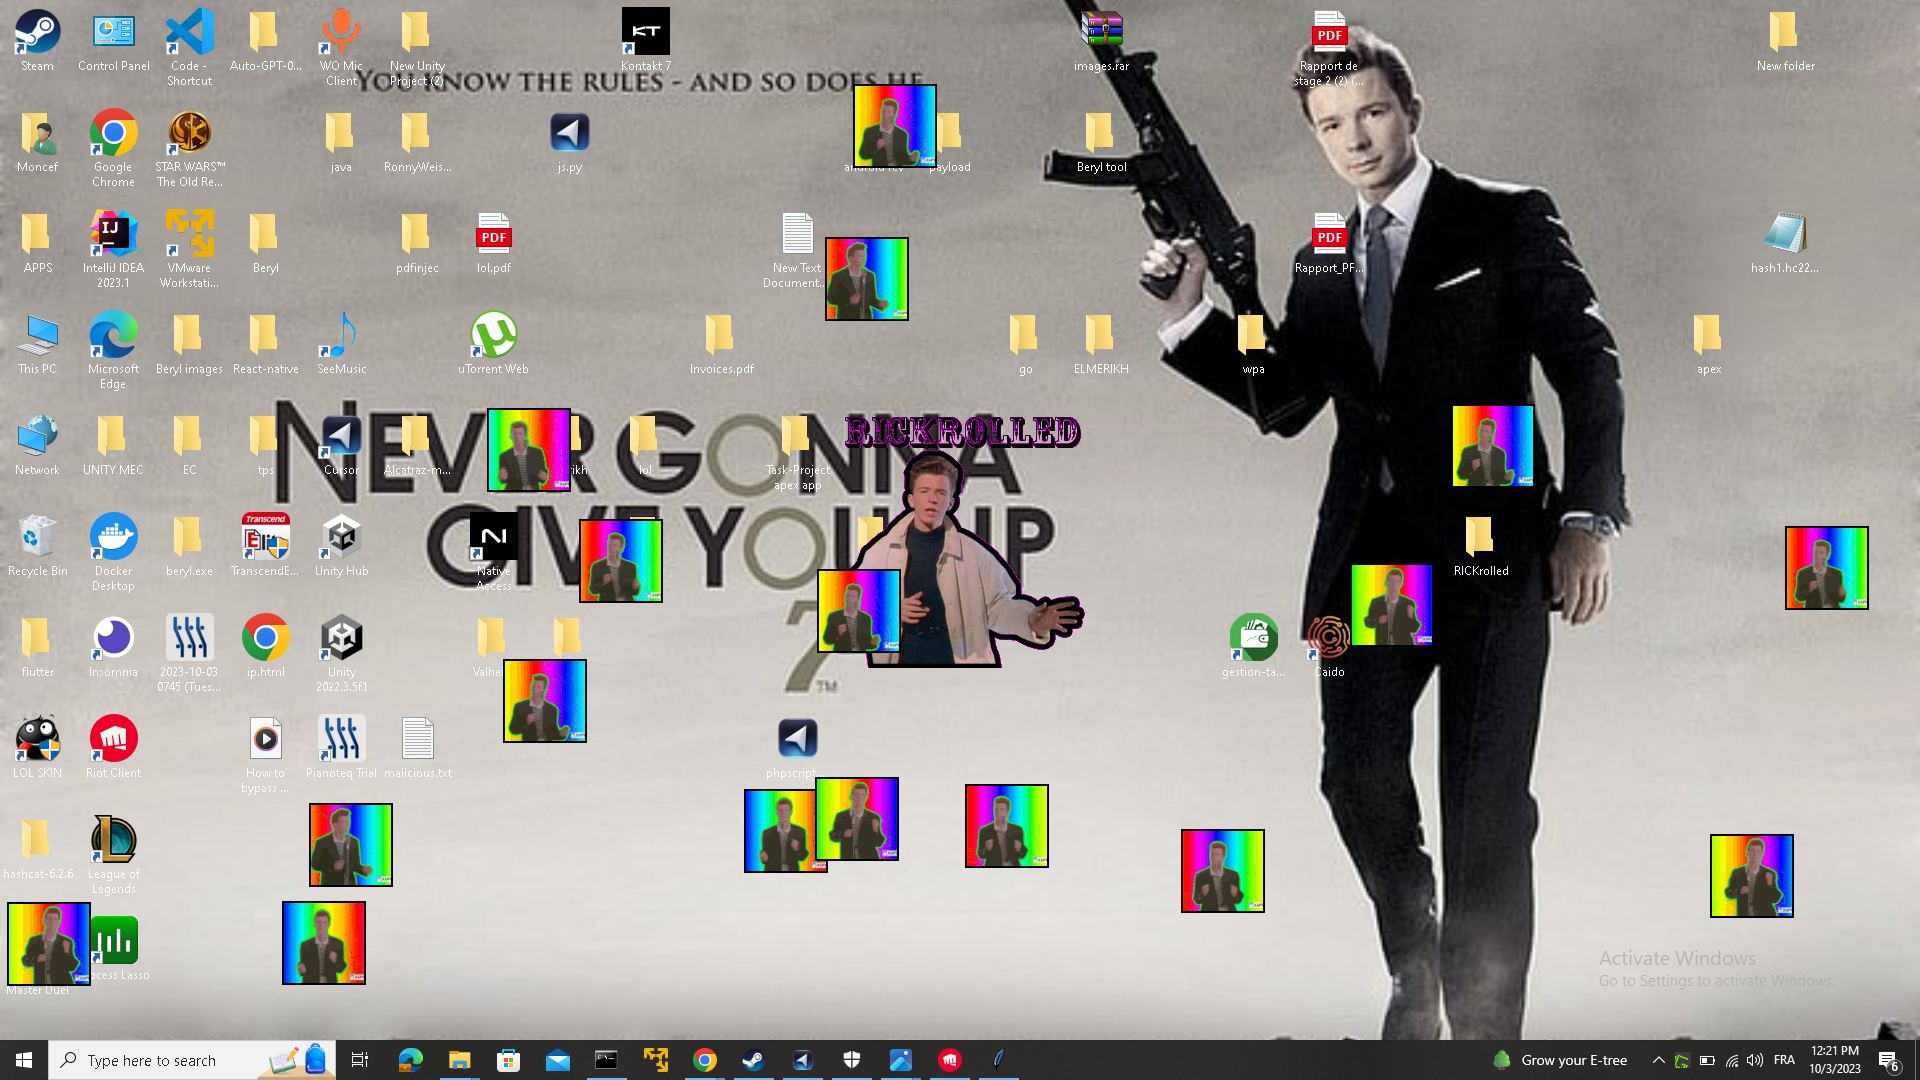 Steam
Control Panel
Code -
Shortcut
Auto-GPT-0...
WO Mic
Client
New Unity
Project (2)
KT
Kontakt 7
images.rar
PDF
Rapport de
stage 2 (2) (...
New folder
YOU KNOW THE RULES - AND SO DOES HE
Moncef
Google
Chrome
STAR WARS™
The Old Re...
java
RonnyWeis...
js.py
android rev
payload
Beryl tool
APPS
IJ
IntelliJ IDEA
2023.1
VMware
Workstati...
Beryl
pdfinjec
PDF
lol.pdf
New Text
Document...
PDF
Rapport_PF...
hash1.hc22...
This PC
Microsoft
Edge
Beryl images
React-native
SeeMusic
uTorrent Web
Invoices.pdf
go
ELMERIKH
wpa
apex
RICKROLLED
NEVER GONNA
GIVE YOU UP
7
TM
Network
UNITY MEC
EC
tps
Cursor
Alcatraz-m...
rikh
lol
Task-Project
apex app
Recycle Bin
Docker
Desktop
beryl.exe
Transcend
TranscendE...
Unity Hub
N
Native
Access
RICKrolled
flutter
Insomnia
2023-10-03
0745 (Tues...
ip.html
Unity
2022.3.5f1
Valhe
gestion-ta...
Caido
LOL SKIN
Riot Client
How to
bypass ...
Pianoteq Trial
malicious.txt
phpscript...
hashcat-6.2.6
League of
Legends
Master Duel
ocess Lasso
Activate Windows
Go to Settings to activate Windows.
Type here to search
Grow your E-tree
FRA
12:21 PM
10/3/2023
6